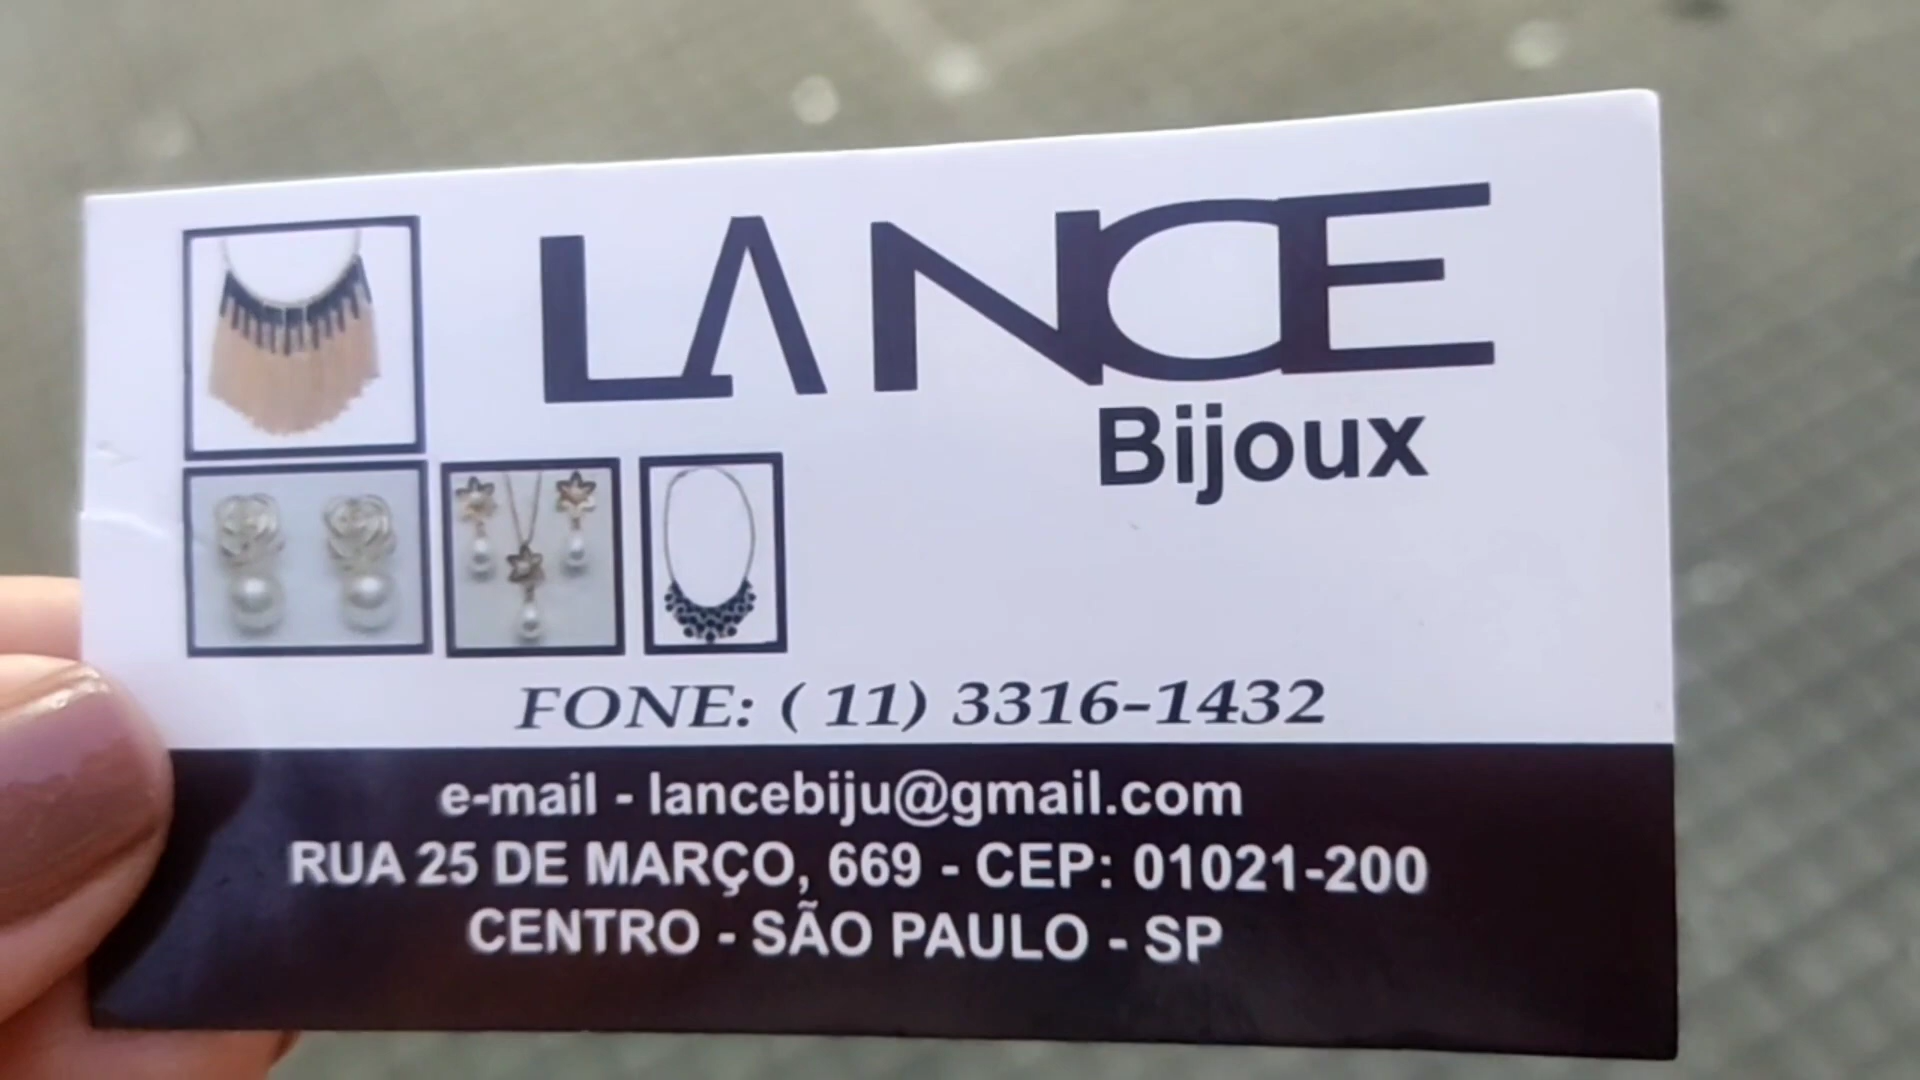 LANCE
Bijoux
FONE: ( 11) 3316-1432
e-mail - lancebiju@gmail.com
RUA 25 DE MARÇO, 669 - CEP: 01021-200
CENTRO - SÃO PAULO - SP